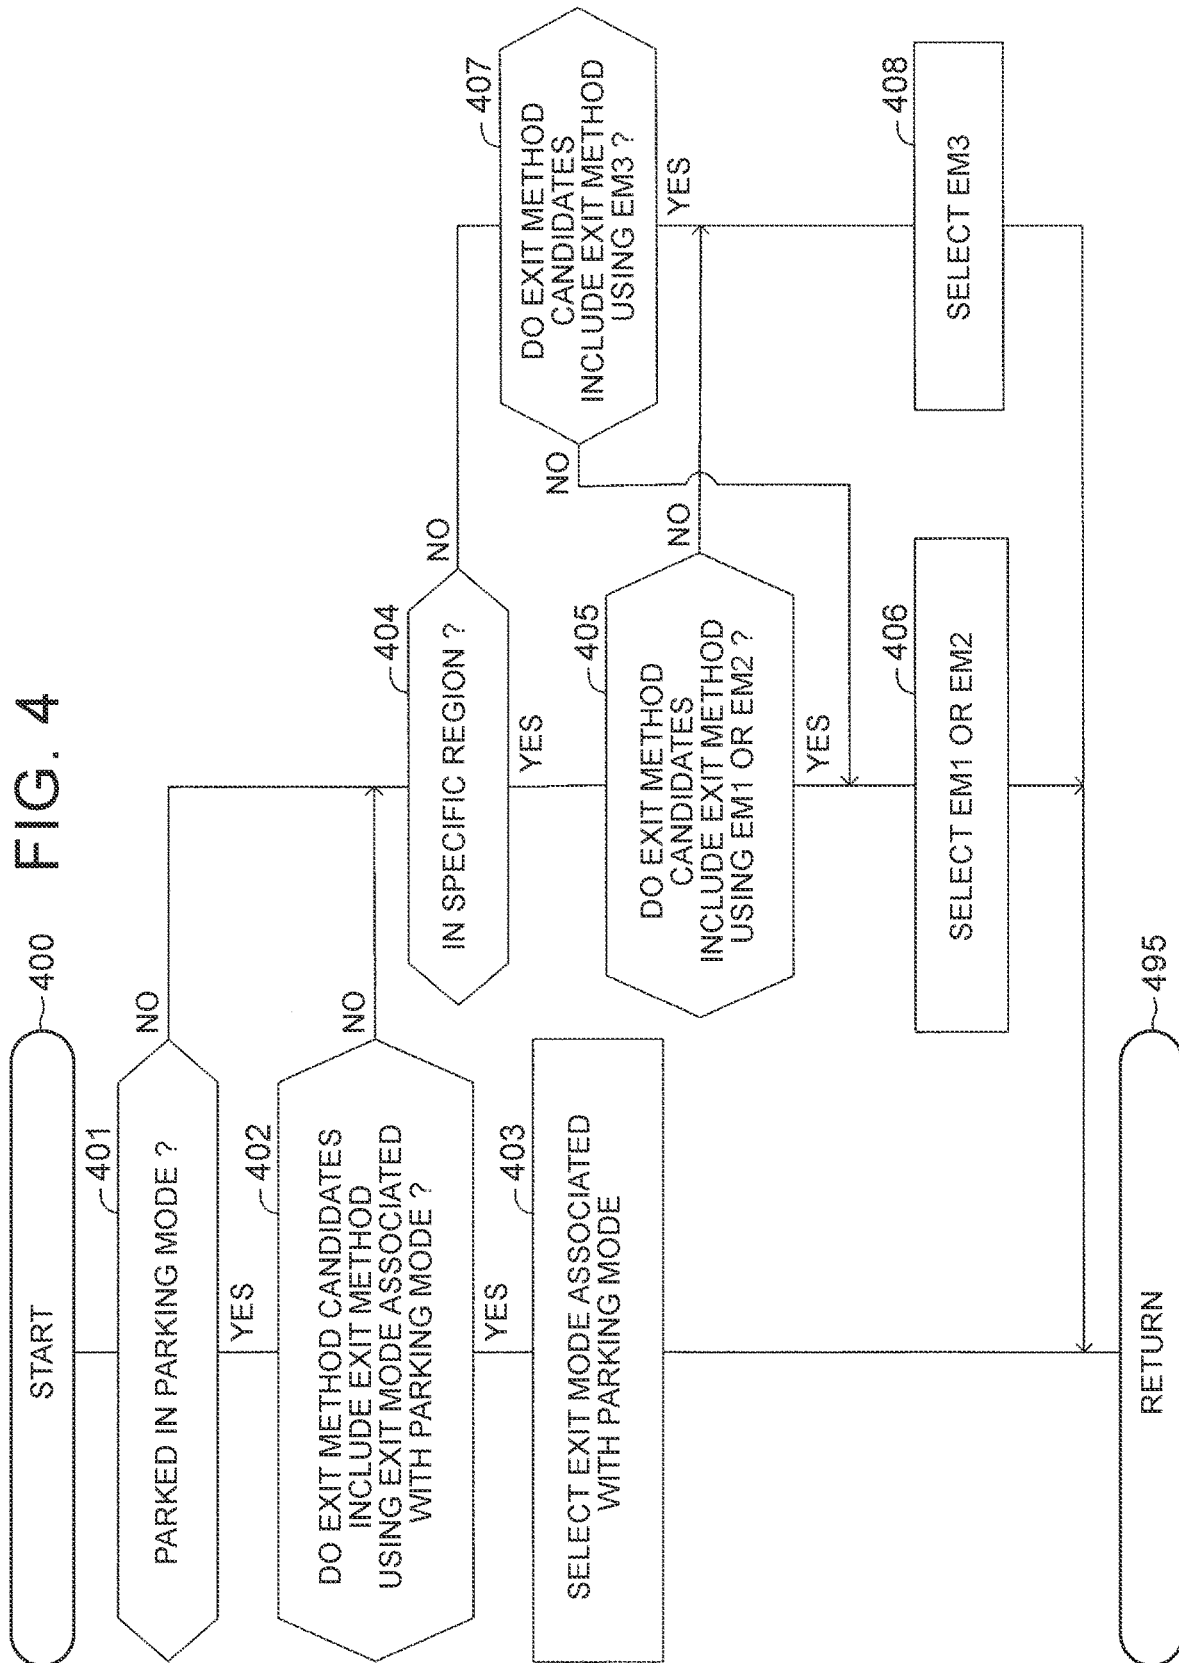 FIG. 4
START
400
401
PARKED IN PARKING MODE ?
NO
YES
402
DO EXIT METHOD CANDIDATES
INCLUDE EXIT METHOD
USING EXIT MODE ASSOCIATED
WITH PARKING MODE ?
NO
YES
403
SELECT EXIT MODE ASSOCIATED
WITH PARKING MODE
404
IN SPECIFIC REGION ?
NO
YES
405
DO EXIT METHOD
CANDIDATES
INCLUDE EXIT METHOD
USING EM1 OR EM2 ?
NO
YES
406
SELECT EM1 OR EM2
407
DO EXIT METHOD
CANDIDATES
INCLUDE EXIT METHOD
USING EM3 ?
NO
YES
408
SELECT EM3
RETURN
495